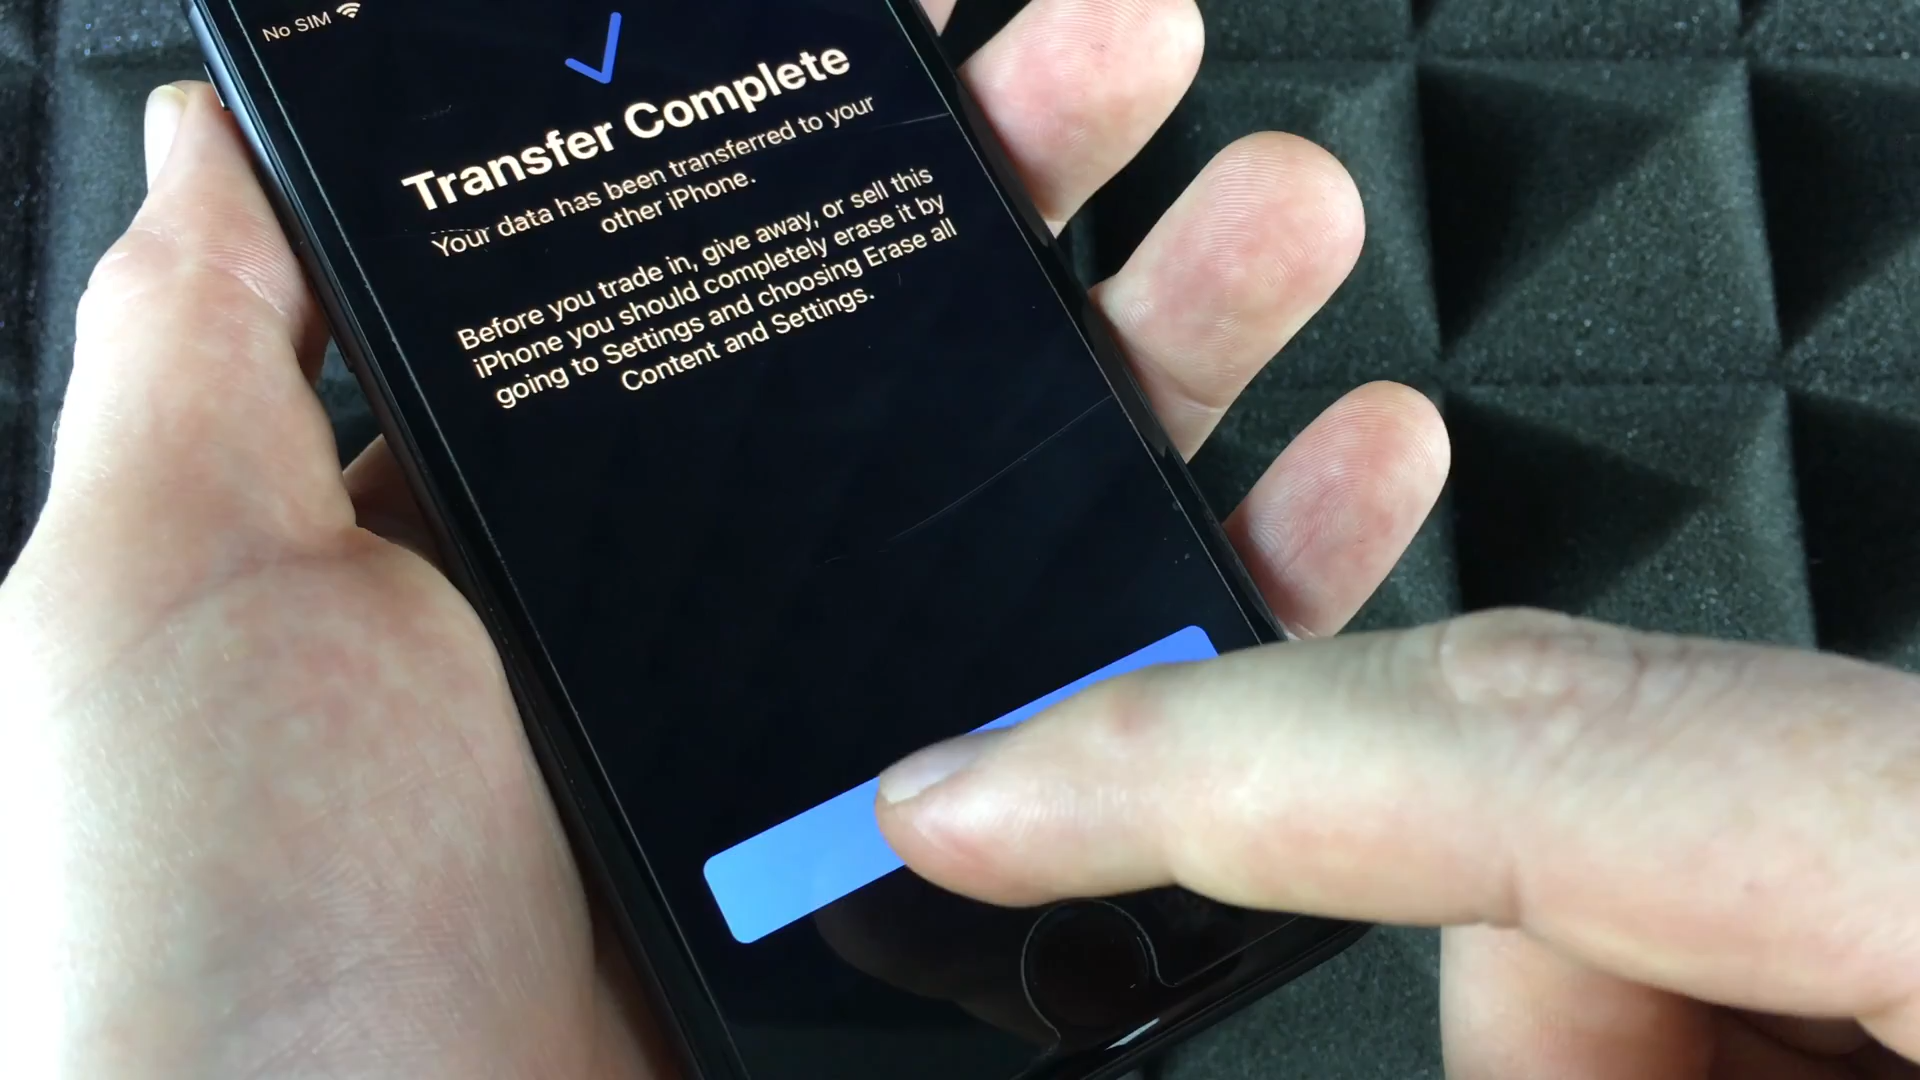 No SIM
Transfer Complete
Your data has been transferred to your
other iPhone.
Before you trade in, give away, or sell this
iPhone you should completely erase it by
going to Settings and choosing Erase all
Content and Settings.